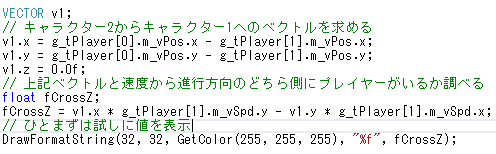 VECTOR v1;
// キャラクター2からキャラクター1へのベクトルを求める
v1.x = g_tPlayer[0].m_vPos.x - g_tPlayer[1].m_vPos.x;
v1.y = g_tPlayer[0].m_vPos.y - g_tPlayer[1].m_vPos.y;
v1.z = 0.0f;
// 上記ベクトルと速度から進行方向のどちら側にプレイヤーがいるか調べる
float fCrossZ;
fCrossZ = v1.x * g_tPlayer[1].m_vSpd.y - v1.y * g_tPlayer[1].m_vSpd.x;
// ひとまずは試しに値を表示
DrawFormatString(32, 32, GetColor(255, 255, 255), "%f", fCrossZ);